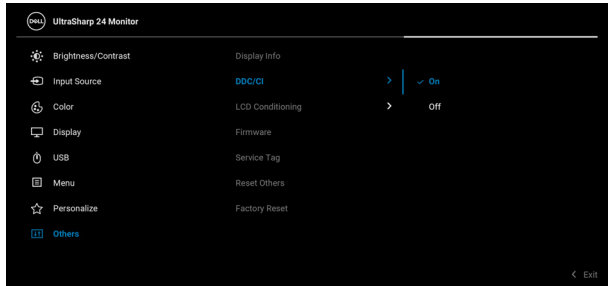 DELL UltraSharp 24 Monitor
Brightness/Contrast Display Info
Input Source DDC/CI > ✓ On
Color LCD Conditioning > Off
Display Firmware
USB Service Tag
Menu Reset Others
Personalize Factory Reset
Others
< Exit